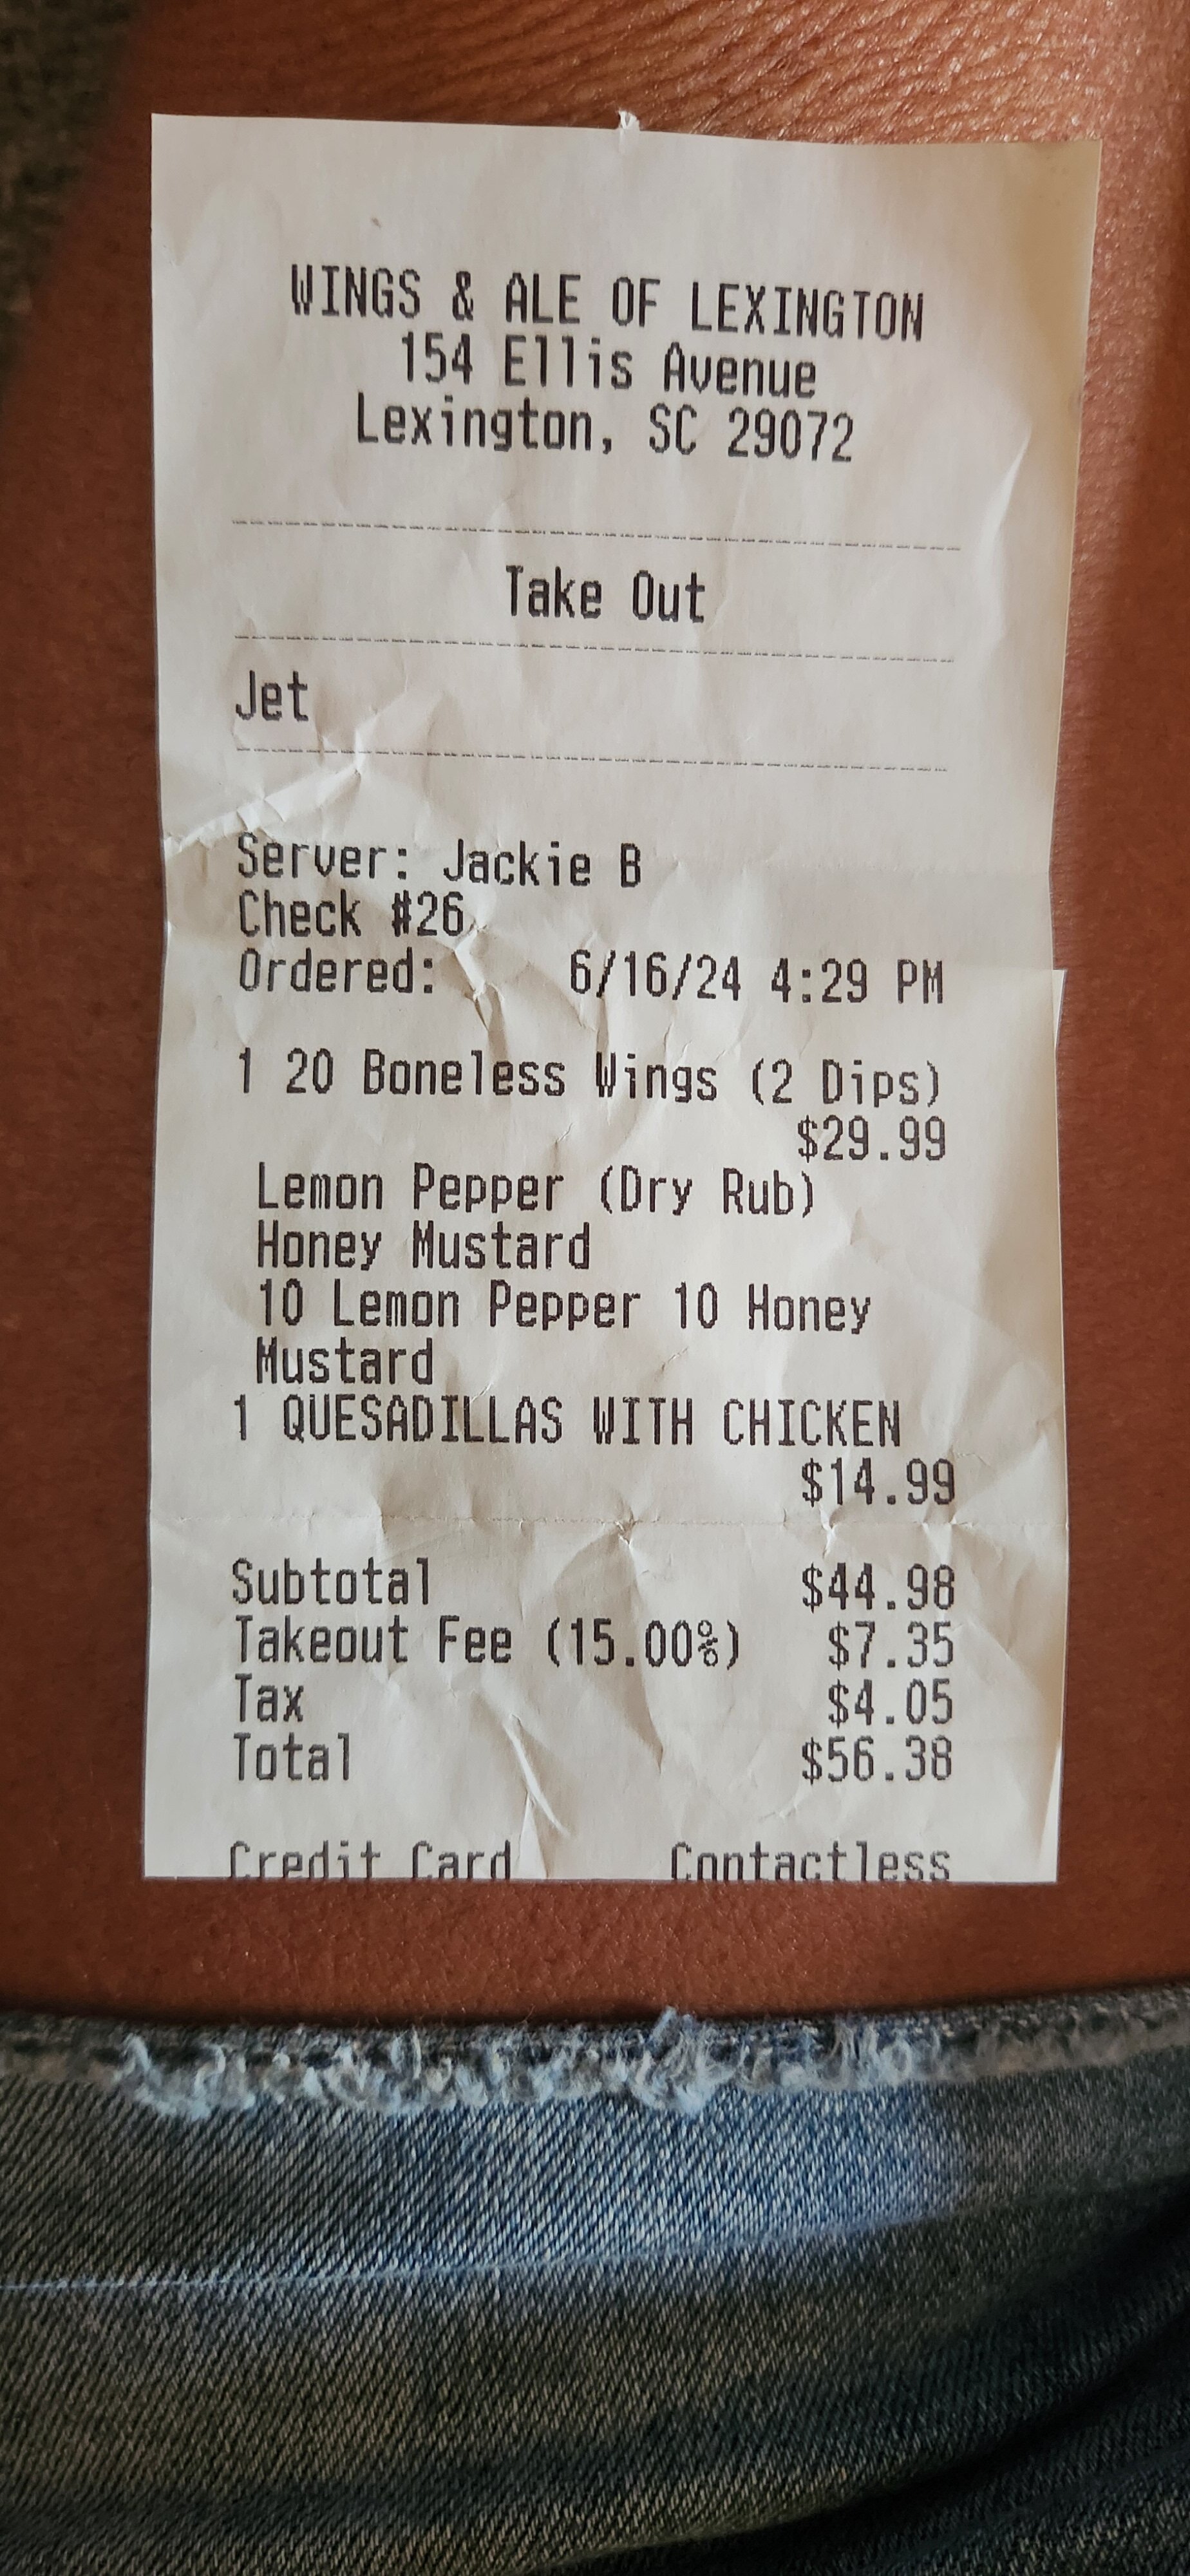 WINGS & ALE OF LEXINGTON
154 Ellis Avenue
Lexington, SC 29072
Take Out
Jet
Server: Jackie B
Check #26
Ordered: 6/16/24 4:29 PM
1 20 Boneless Wings (2 Dips)
$29.99
Lemon Pepper (Dry Rub)
Honey Mustard
10 Lemon Pepper 10 Honey
Mustard
1 QUESADILLAS WITH CHICKEN
$14.99
Subtotal $44.98
Takeout Fee (15.00%) $7.35
Tax $4.05
Total $56.38
Credit Card Contactless